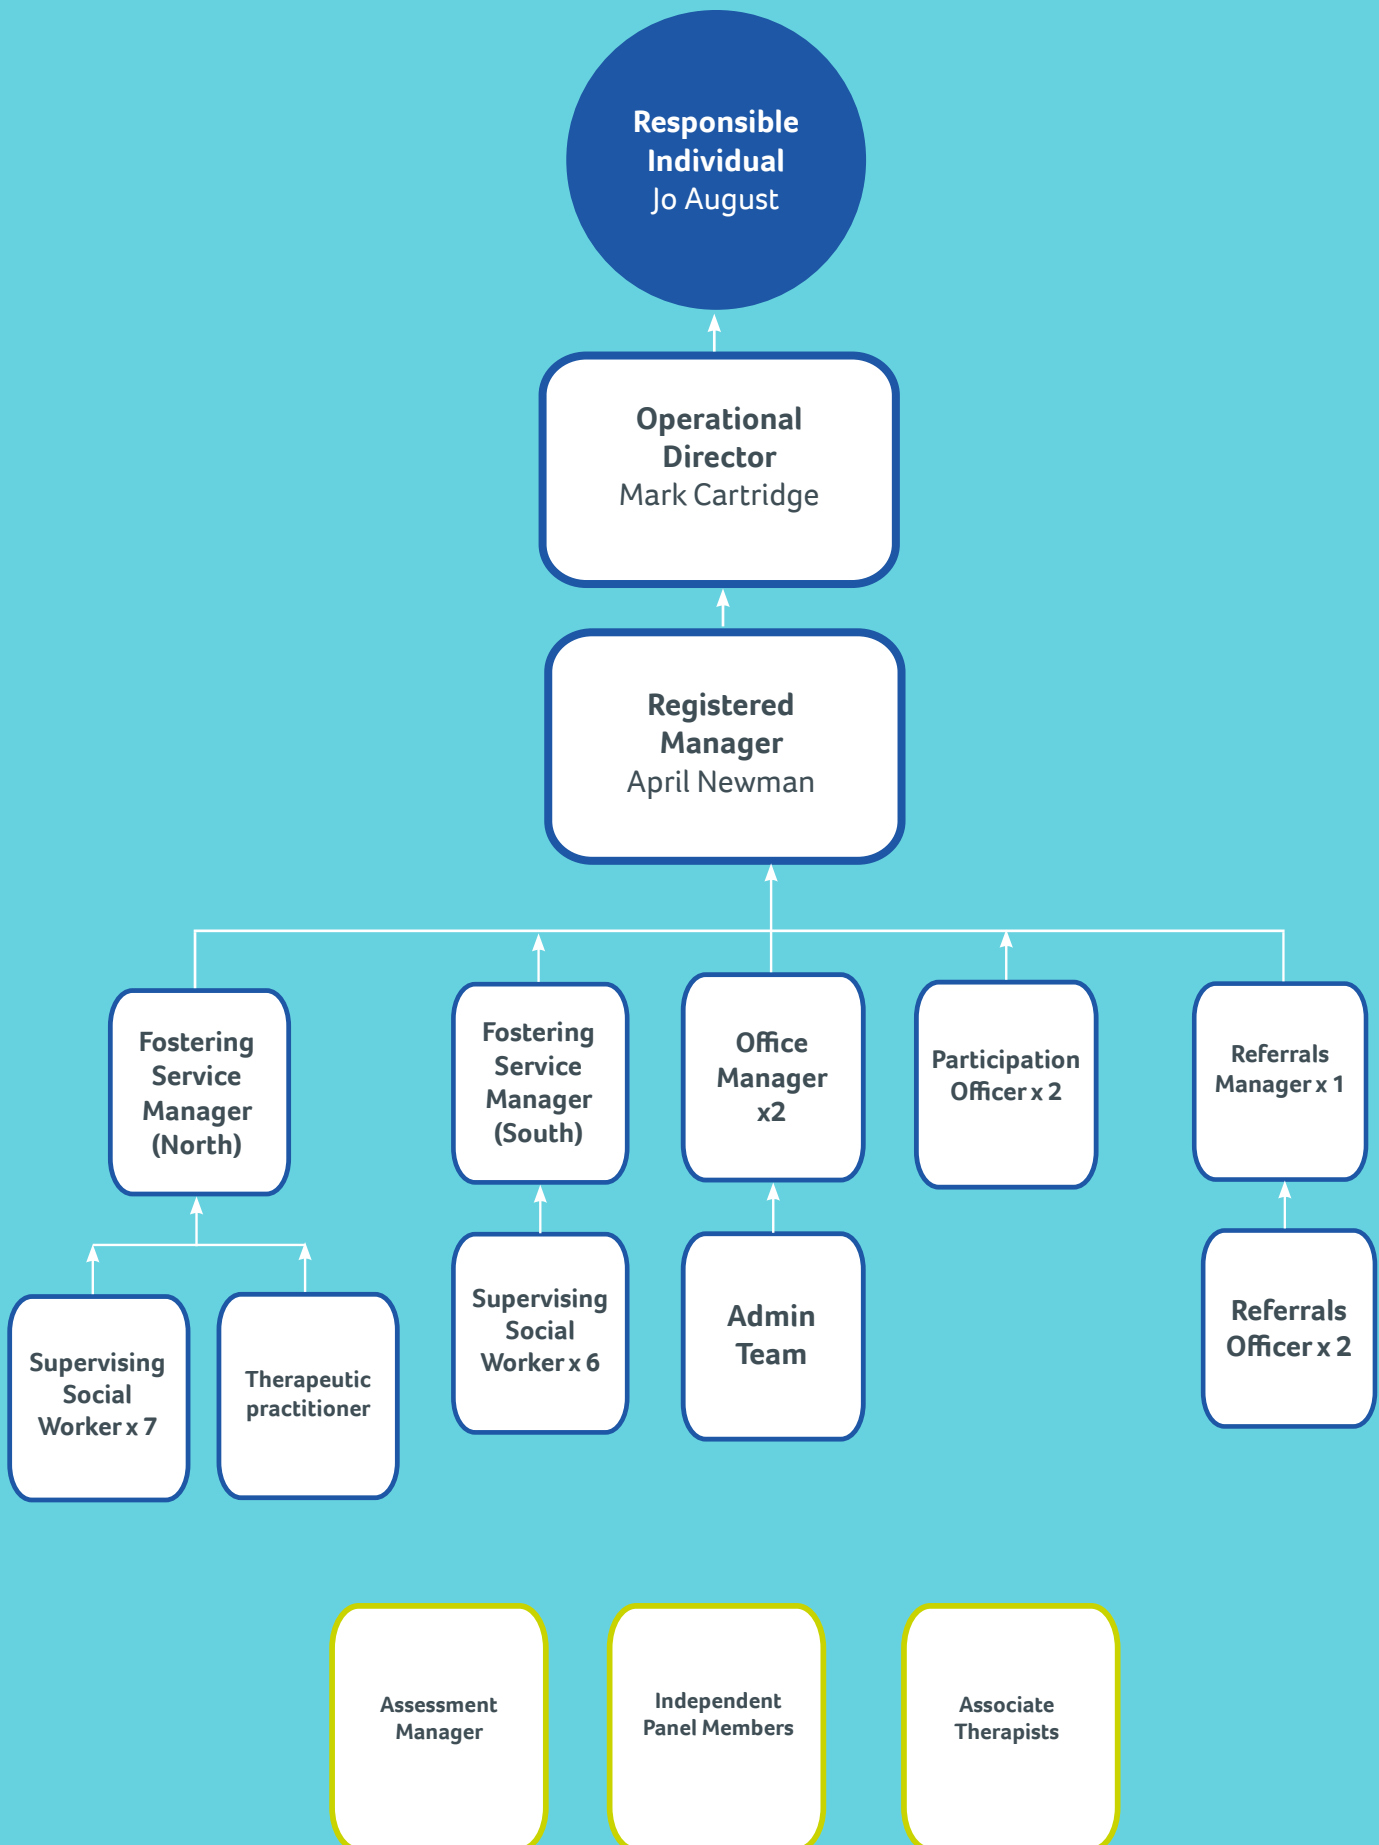 Responsible
Individual
Jo August
Operational
Director
Mark Cartridge
Registered
Manager
April Newman
Fostering
Service
Manager
(North)
Fostering
Service
Manager
(South)
Office
Manager
x2
Participation
Officer x 2
Referrals
Manager x 1
Supervising
Social
Worker x 7
Therapeutic
practitioner
Supervising
Social
Worker x 6
Admin
Team
Referrals
Officer x 2
Assessment
Manager
Independent
Panel Members
Associate
Therapists